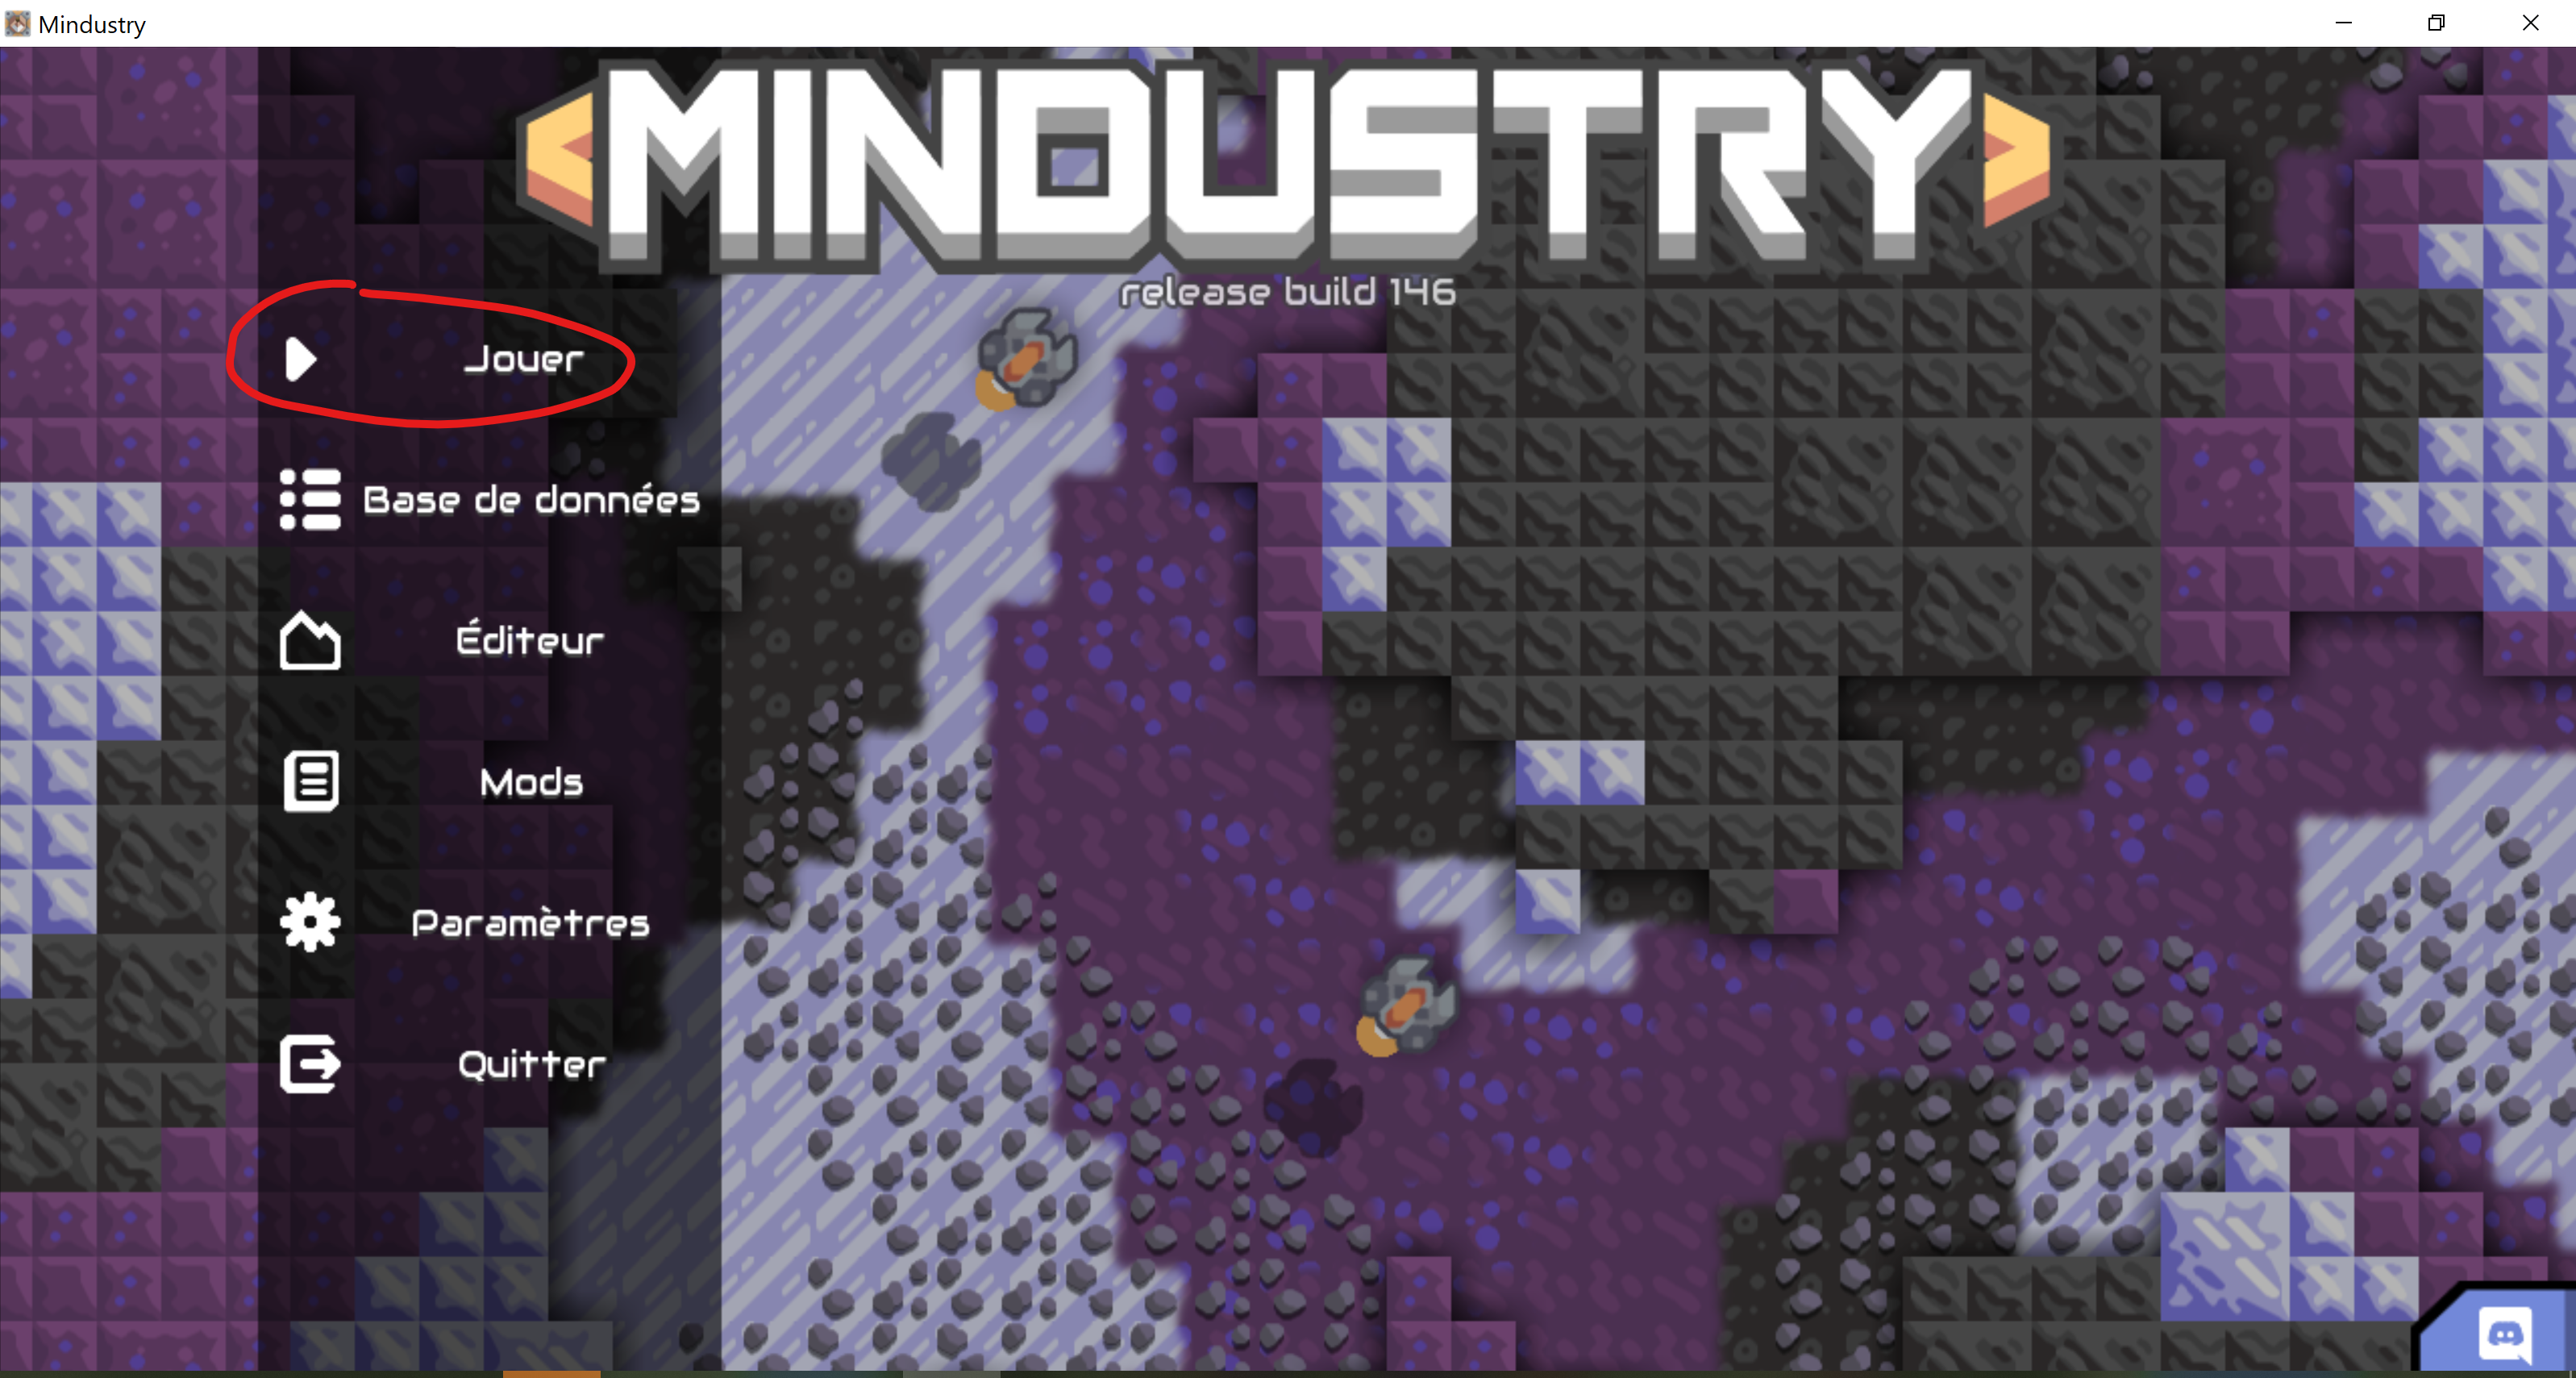 Mindustry
MINDUSTRY
release build 146
Jouer
Base de données
Éditeur
Mods
Paramètres
Quitter